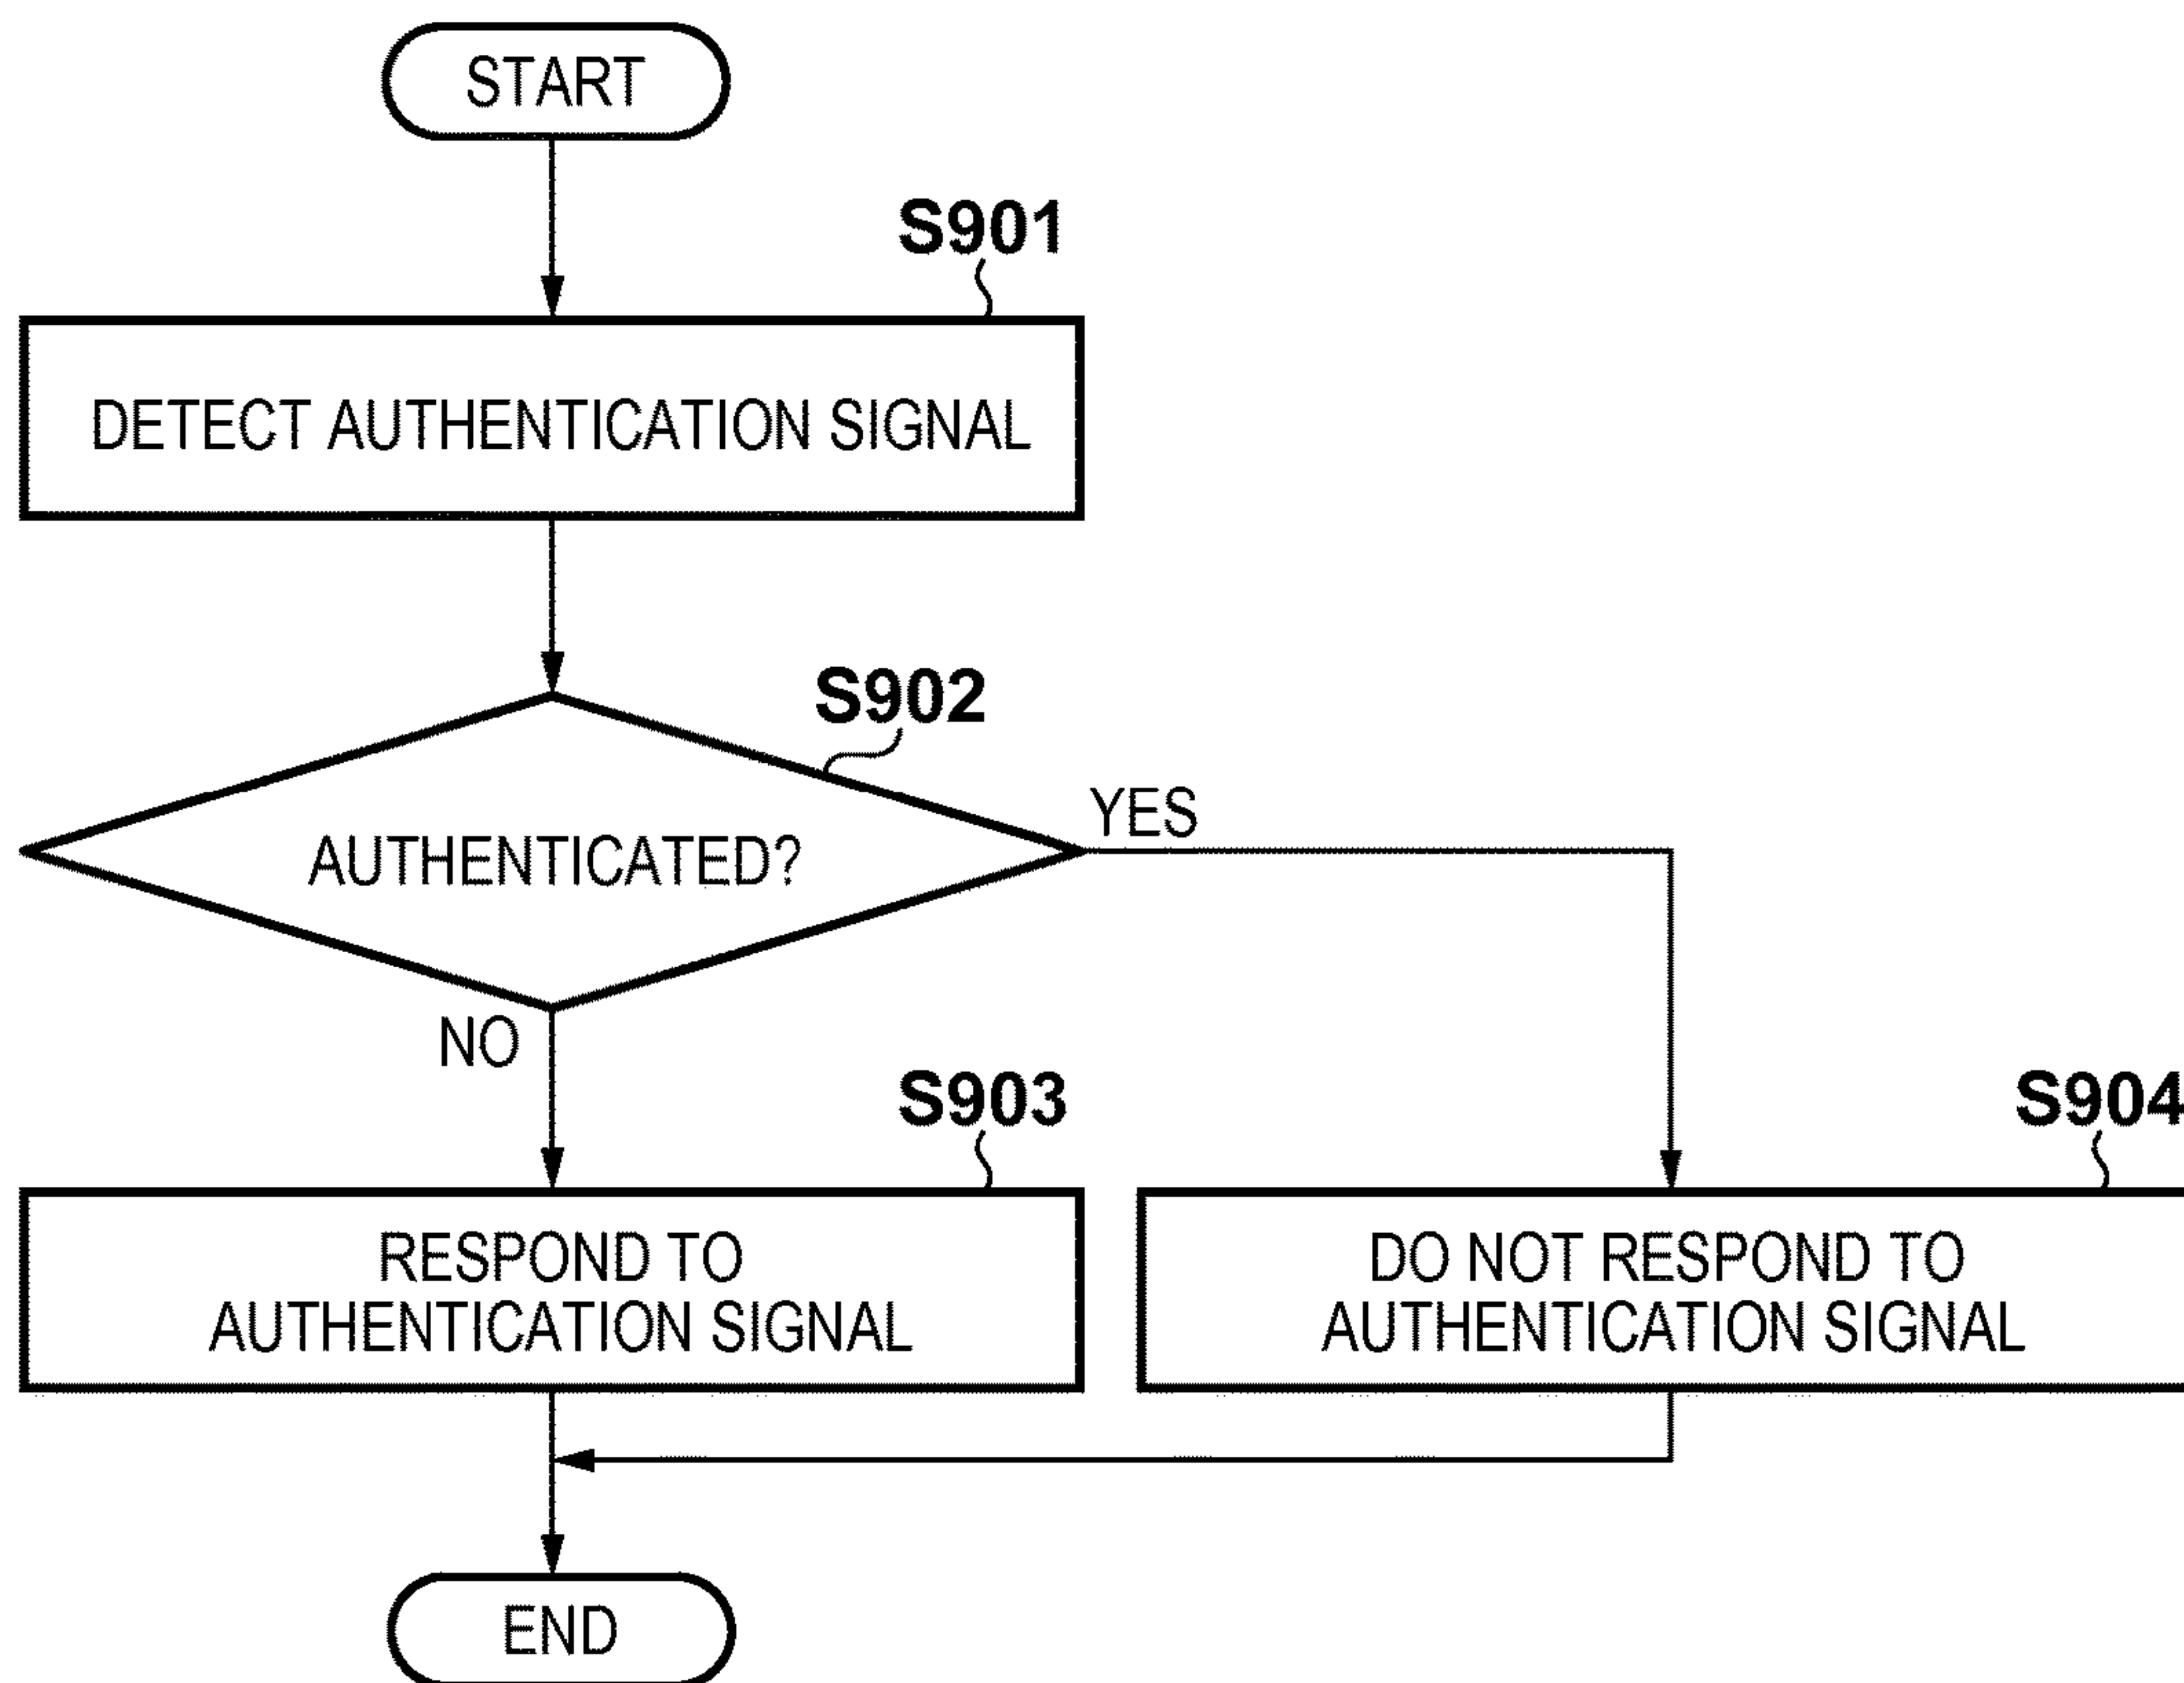 START
S901
DETECT AUTHENTICATION SIGNAL
S902
AUTHENTICATED?
YES
NO
S903
RESPOND TO
AUTHENTICATION SIGNAL
S904
DO NOT RESPOND TO
AUTHENTICATION SIGNAL
END